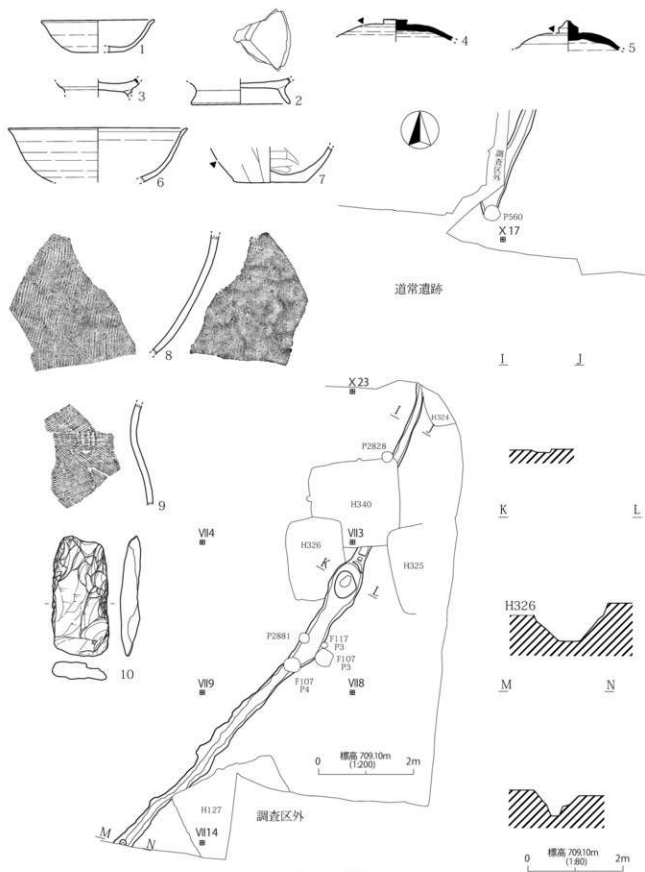 1
2
3
4
5
6
7
8
9
10
調査区外
P560
X 17
道常遺跡
I J
X 23
I
J
H324
P2828
H340
Ⅶ4
Ⅶ3
H326
H325
K
L
P2881
F117
P3
F107
P3
F107
P4
Ⅶ9
Ⅶ8
標高 709.10m
(1:200)
0 2m
H127
調査区外
M
N
Ⅶ14
K L
H326
M N
標高 709.10m
(1:80)
0 2m